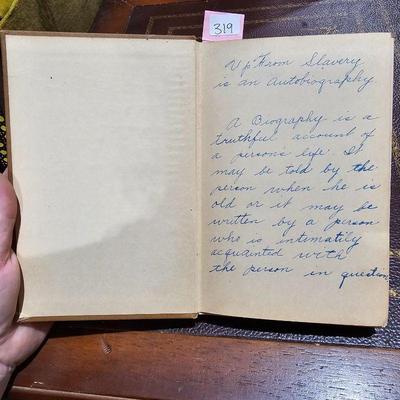 319
Up From Slavery
is an Autobiography
A Biography is a
truthful account of
a person's life. It
may be told by the
person when he is
old or it may be
written by a person
who is intimatily
acquainted with
the person in question